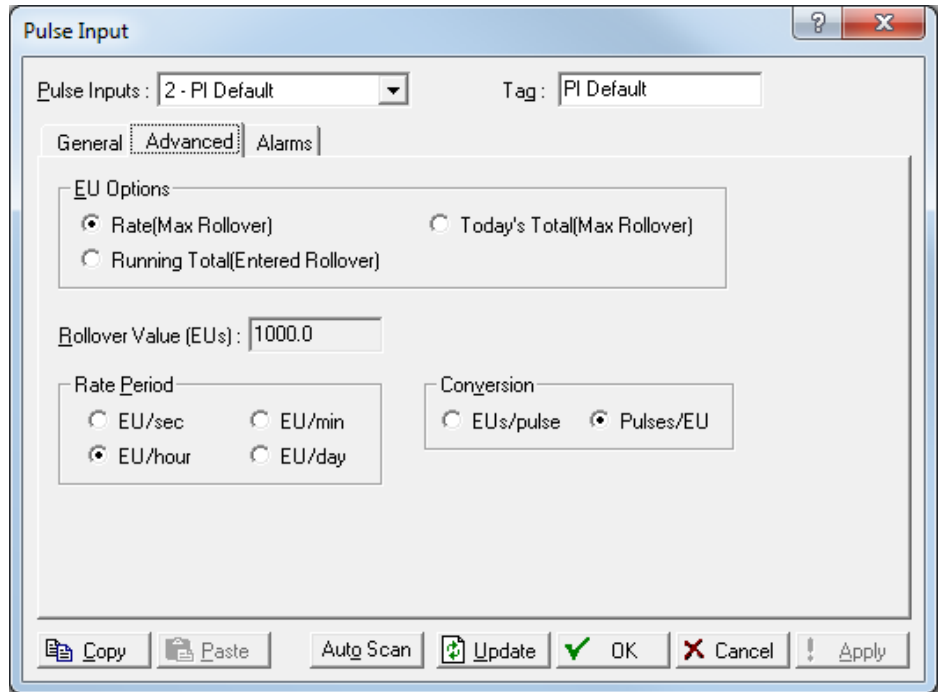 Pulse Input
Pulse Inputs : 2 - PI Default Tag : PI Default
General Advanced Alarms
EU Options
Rate(Max Rollover) Today's Total(Max Rollover)
Running Total(Entered Rollover)
Rollover Value (EUs) : 1000.0
Rate Period Conversion
EU/sec EU/min EUs/pulse Pulses/EU
EU/hour EU/day
Copy Paste Auto Scan Update OK Cancel Apply